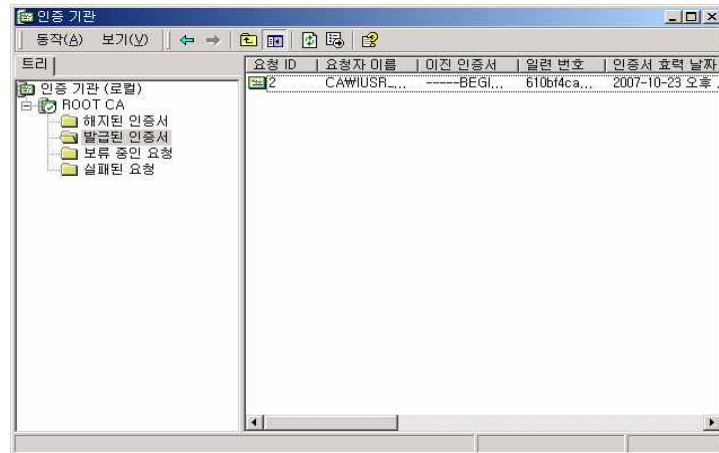 인증 기관
동작(A) 보기(V)
트리
요청 ID 요청자 이름 이진 인증서 일련 번호 인증서 효력 날짜
인증 기관 (로컬)
2 CA₩IUSR_... -----BEGI... 610bf4ca... 2007-10-23 오후
ROOT CA
해지된 인증서
발급된 인증서
보류 중인 요청
실패된 요청